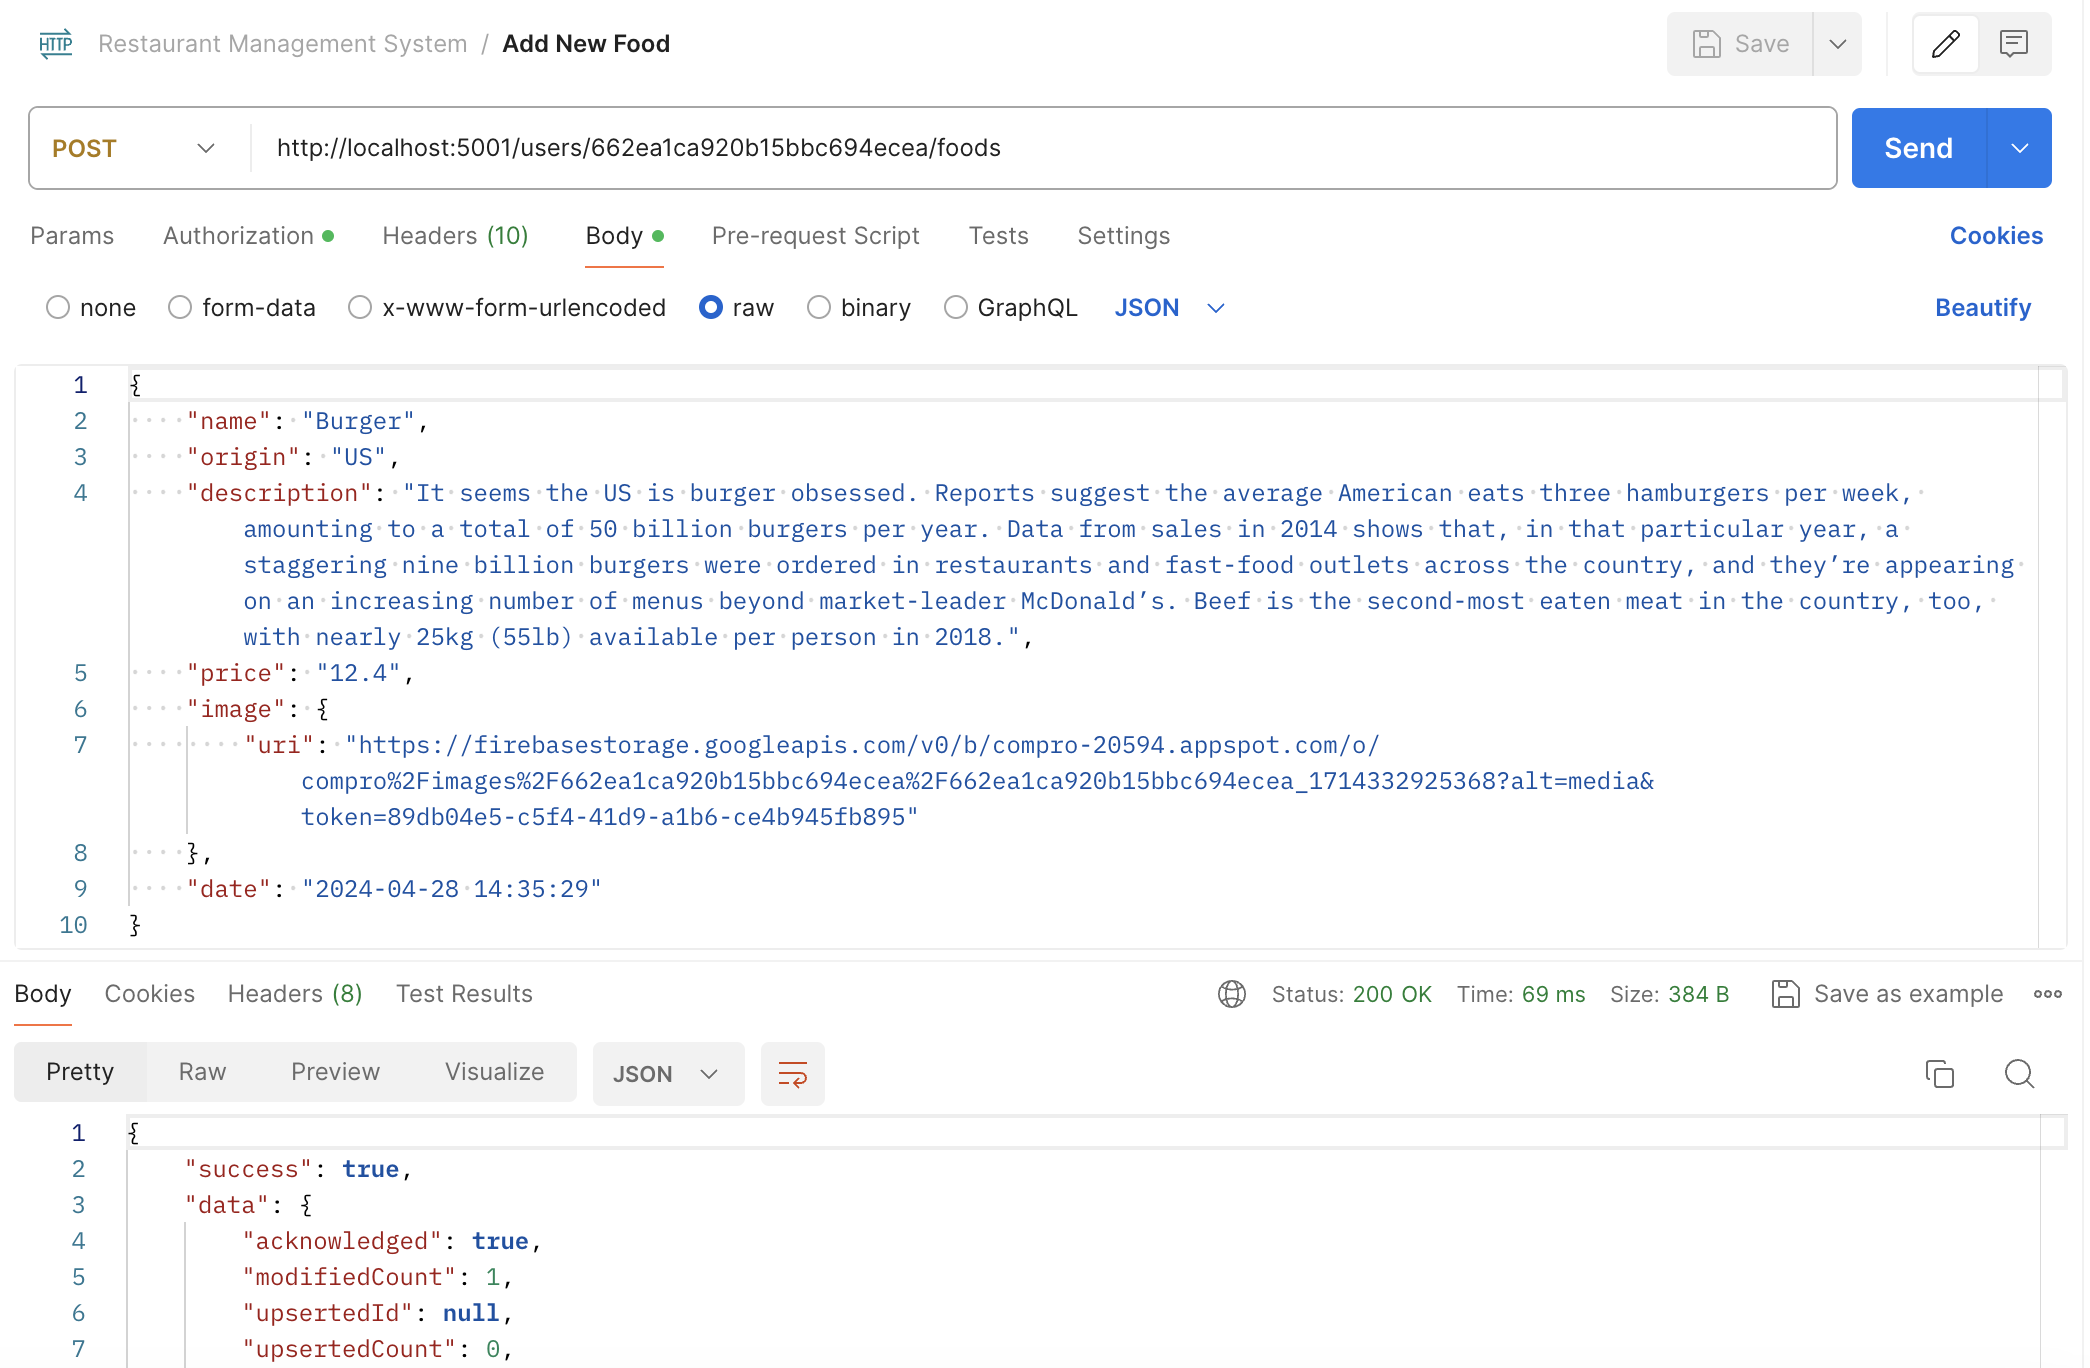 HTTP Restaurant Management System / Add New Food Save
POST http://localhost:5001/users/662ea1ca920b15bbc694ecea/foods Send
Params Authorization Headers (10) Body Pre-request Script Tests Settings Cookies
none form-data x-www-form-urlencoded raw binary GraphQL JSON Beautify
1 {
2 "name": "Burger",
3 "origin": "US",
4 "description": "It seems the US is burger obsessed. Reports suggest the average American eats three hamburgers per week,
amounting to a total of 50 billion burgers per year. Data from sales in 2014 shows that, in that particular year, a
staggering nine billion burgers were ordered in restaurants and fast-food outlets across the country, and they’re appearing
on an increasing number of menus beyond market-leader McDonald’s. Beef is the second-most eaten meat in the country, too,
with nearly 25kg (55lb) available per person in 2018.",
5 "price": "12.4",
6 "image": {
7 "uri": "https://firebasestorage.googleapis.com/v0/b/compro-20594.appspot.com/o/
compro%2Fimages%2F662ea1ca920b15bbc694ecea%2F662ea1ca920b15bbc694ecea_1714332925368?alt=media&
token=89db04e5-c5f4-41d9-a1b6-ce4b945fb895"
8 },
9 "date": "2024-04-28 14:35:29"
10 }
Body Cookies Headers (8) Test Results Status: 200 OK Time: 69 ms Size: 384 B Save as example
Pretty Raw Preview Visualize JSON
1 {
2 "success": true,
3 "data": {
4 "acknowledged": true,
5 "modifiedCount": 1,
6 "upsertedId": null,
7 "upsertedCount": 0,